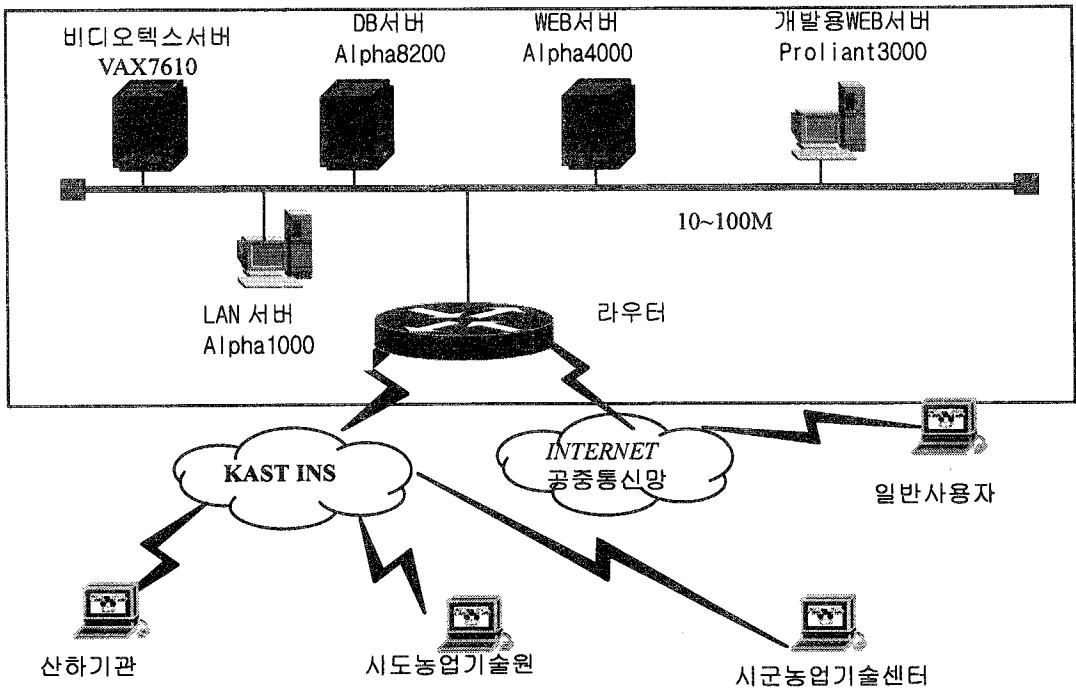 비디오텍스서버
VAX7610
DB서버
Alpha8200
WEB서버
Alpha4000
개발용WEB서버
Proliant3000
10~100M
LAN 서버
Alpha1000
라우터
KAST INS
INTERNET
공중통신망
일반사용자
산하기관
시도농업기술원
시군농업기술센터